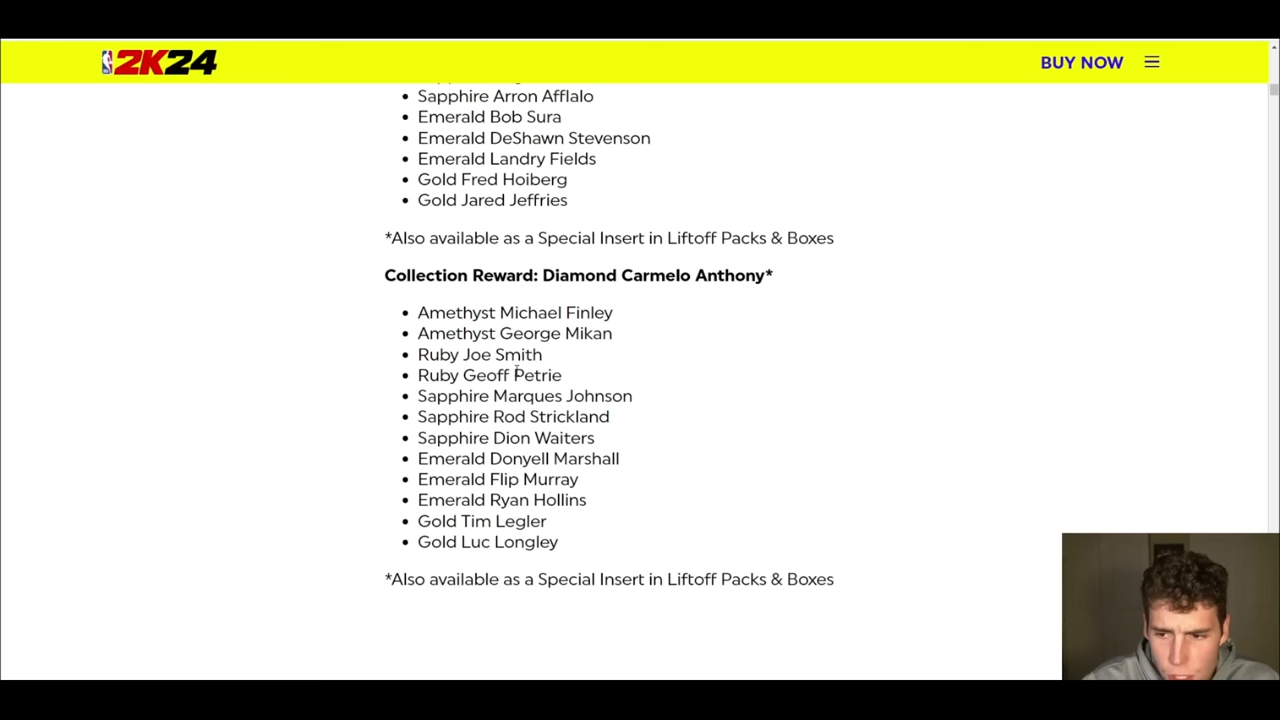 NBA 2K24
BUY NOW
Sapphire Arron Afflalo
Emerald Bob Sura
Emerald DeShawn Stevenson
Emerald Landry Fields
Gold Fred Hoiberg
Gold Jared Jeffries
*Also available as a Special Insert in Liftoff Packs & Boxes
Collection Reward: Diamond Carmelo Anthony*
Amethyst Michael Finley
Amethyst George Mikan
Ruby Joe Smith
Ruby Geoff Petrie
Sapphire Marques Johnson
Sapphire Rod Strickland
Sapphire Dion Waiters
Emerald Donyell Marshall
Emerald Flip Murray
Emerald Ryan Hollins
Gold Tim Legler
Gold Luc Longley
*Also available as a Special Insert in Liftoff Packs & Boxes